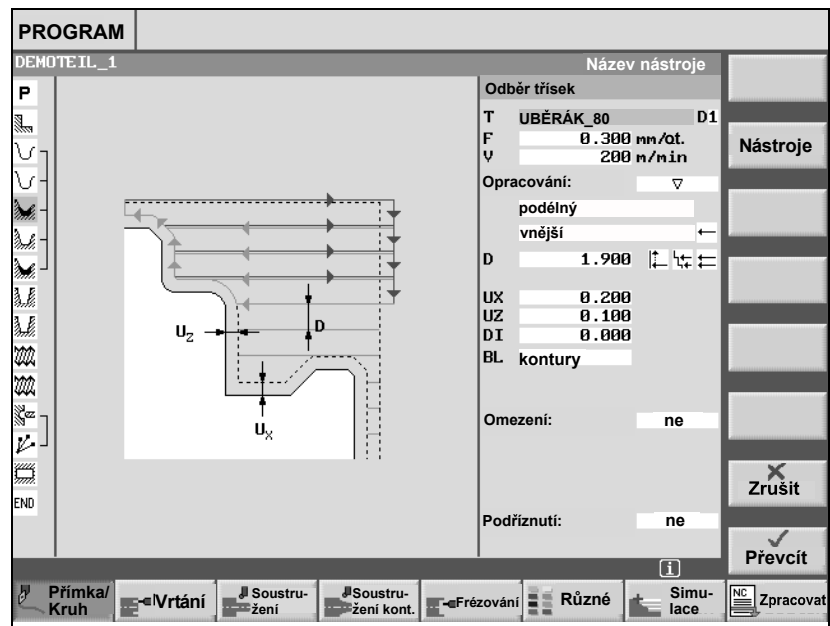 PROGRAM
DEMOTEIL_1
Název nástroje
P
END
U_Z
D
U_X
Odběr třísek
T UBĚRÁK_80 D1
F 0.300 mm/ot.
V 200 m/min
Opracování: ▽
podélný
vnější ←
D 1.900
UX 0.200
UZ 0.100
DI 0.000
BL kontury
Omezení: ne
Podříznutí: ne
Nástroje
Zrušit
Převcít
i
Přímka/
Kruh
Vrtání
Soustru-
žení
Soustru-
žení kont.
Frézování
Různé
Simu-
lace
NC
Zpracovat